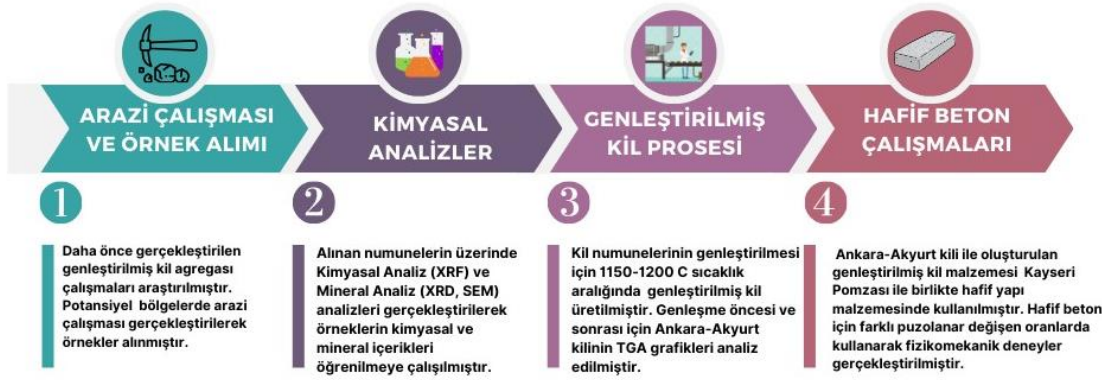 ARAZİ ÇALIŞMASI
VE ÖRNEK ALIMI
KİMYASAL
ANALİZLER
GENLEŞTİRİLMİŞ
KİL PROSESİ
HAFİF BETON
ÇALIŞMALARI
1
Daha önce gerçekleştirilen
genleştirilmiş kil agregası
çalışmaları araştırılmıştır.
Potansiyel bölgelerde arazi
çalışması gerçekleştirilerek
örnekler alınmıştır.
2
Alınan numunelerin üzerinde
Kimyasal Analiz (XRF) ve
Mineral Analiz (XRD, SEM)
analizleri gerçekleştirilerek
örneklerin kimyasal ve
mineral içerikleri
öğrenilmeye çalışılmıştır.
3
Kil numunelerinin genleştirilmesi
için 1150-1200 C sıcaklık
aralığında genleştirilmiş kil
üretilmiştir. Genleşme öncesi ve
sonrası için Ankara-Akyurt
kilinin TGA grafikleri analiz
edilmiştir.
4
Ankara-Akyurt kili ile oluşturulan
genleştirilmiş kil malzemesi Kayseri
Pomzası ile birlikte hafif yapı
malzemesinde kullanılmıştır. Hafif beton
için farklı puzolanar değişen oranlarda
kullanarak fizikomekanik deneyler
gerçekleştirilmiştir.